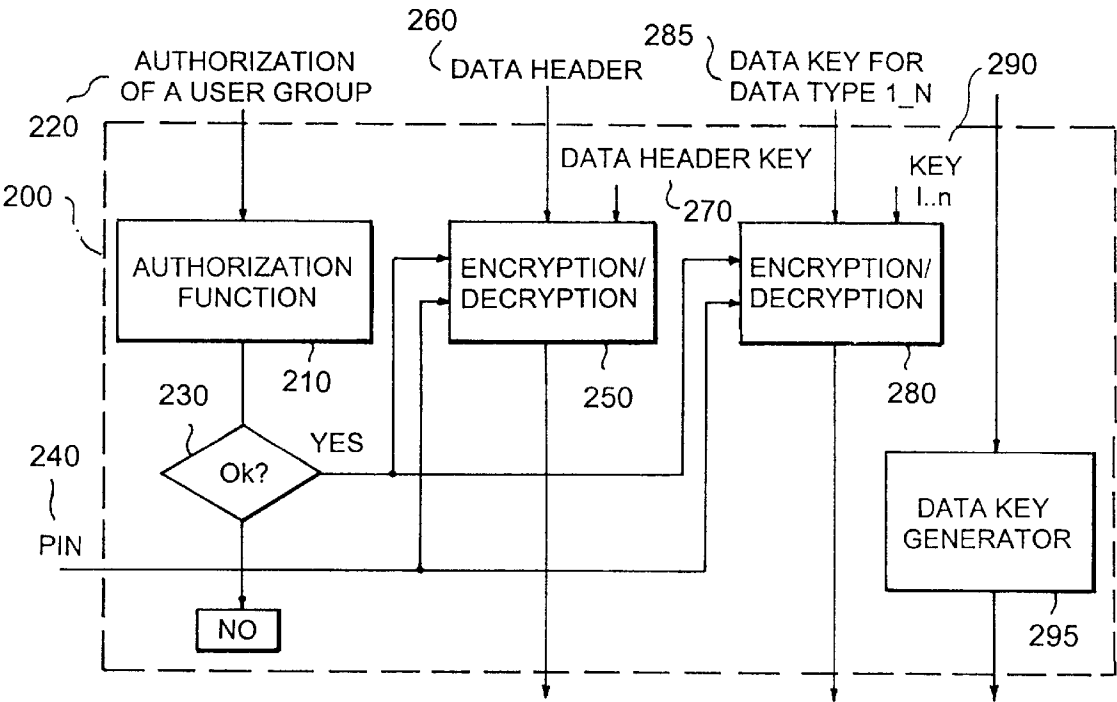 260
285
290
AUTHORIZATION
OF A USER GROUP
DATA HEADER
DATA KEY FOR
DATA TYPE 1_N
220
DATA HEADER KEY
KEY
I..n
200
270
AUTHORIZATION
FUNCTION
ENCRYPTION/
DECRYPTION
ENCRYPTION/
DECRYPTION
210
250
280
230
240
YES
Ok?
PIN
DATA KEY
GENERATOR
NO
295